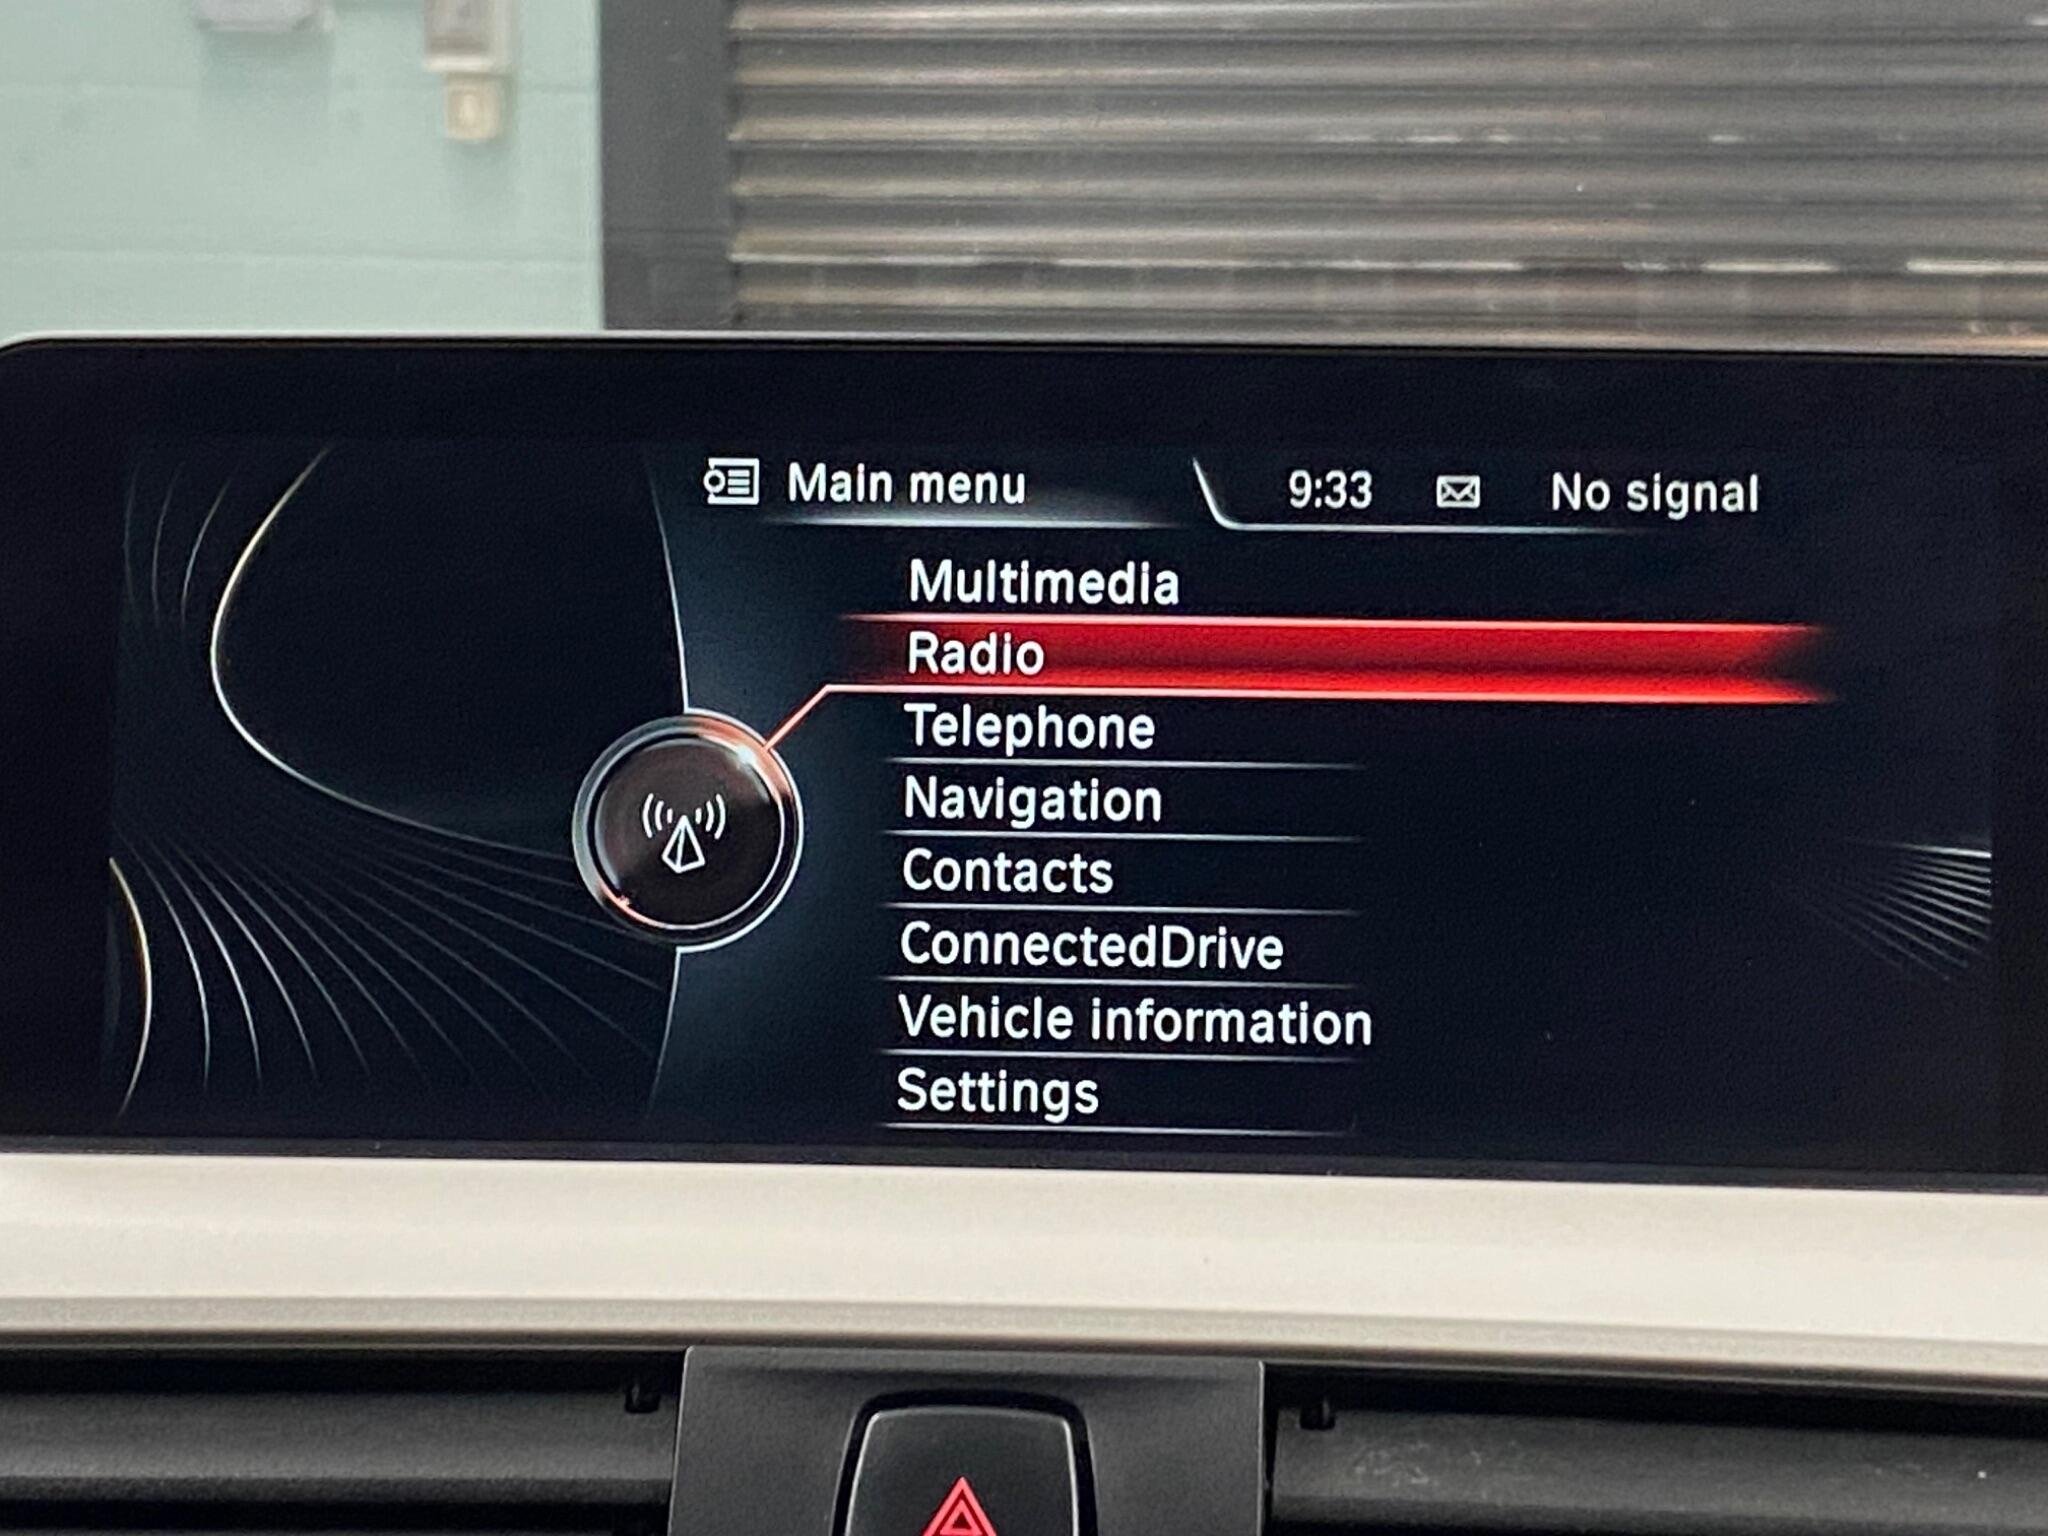 Main menu
9:33 No signal
Multimedia
Radio
Telephone
Navigation
Contacts
ConnectedDrive
Vehicle information
Settings